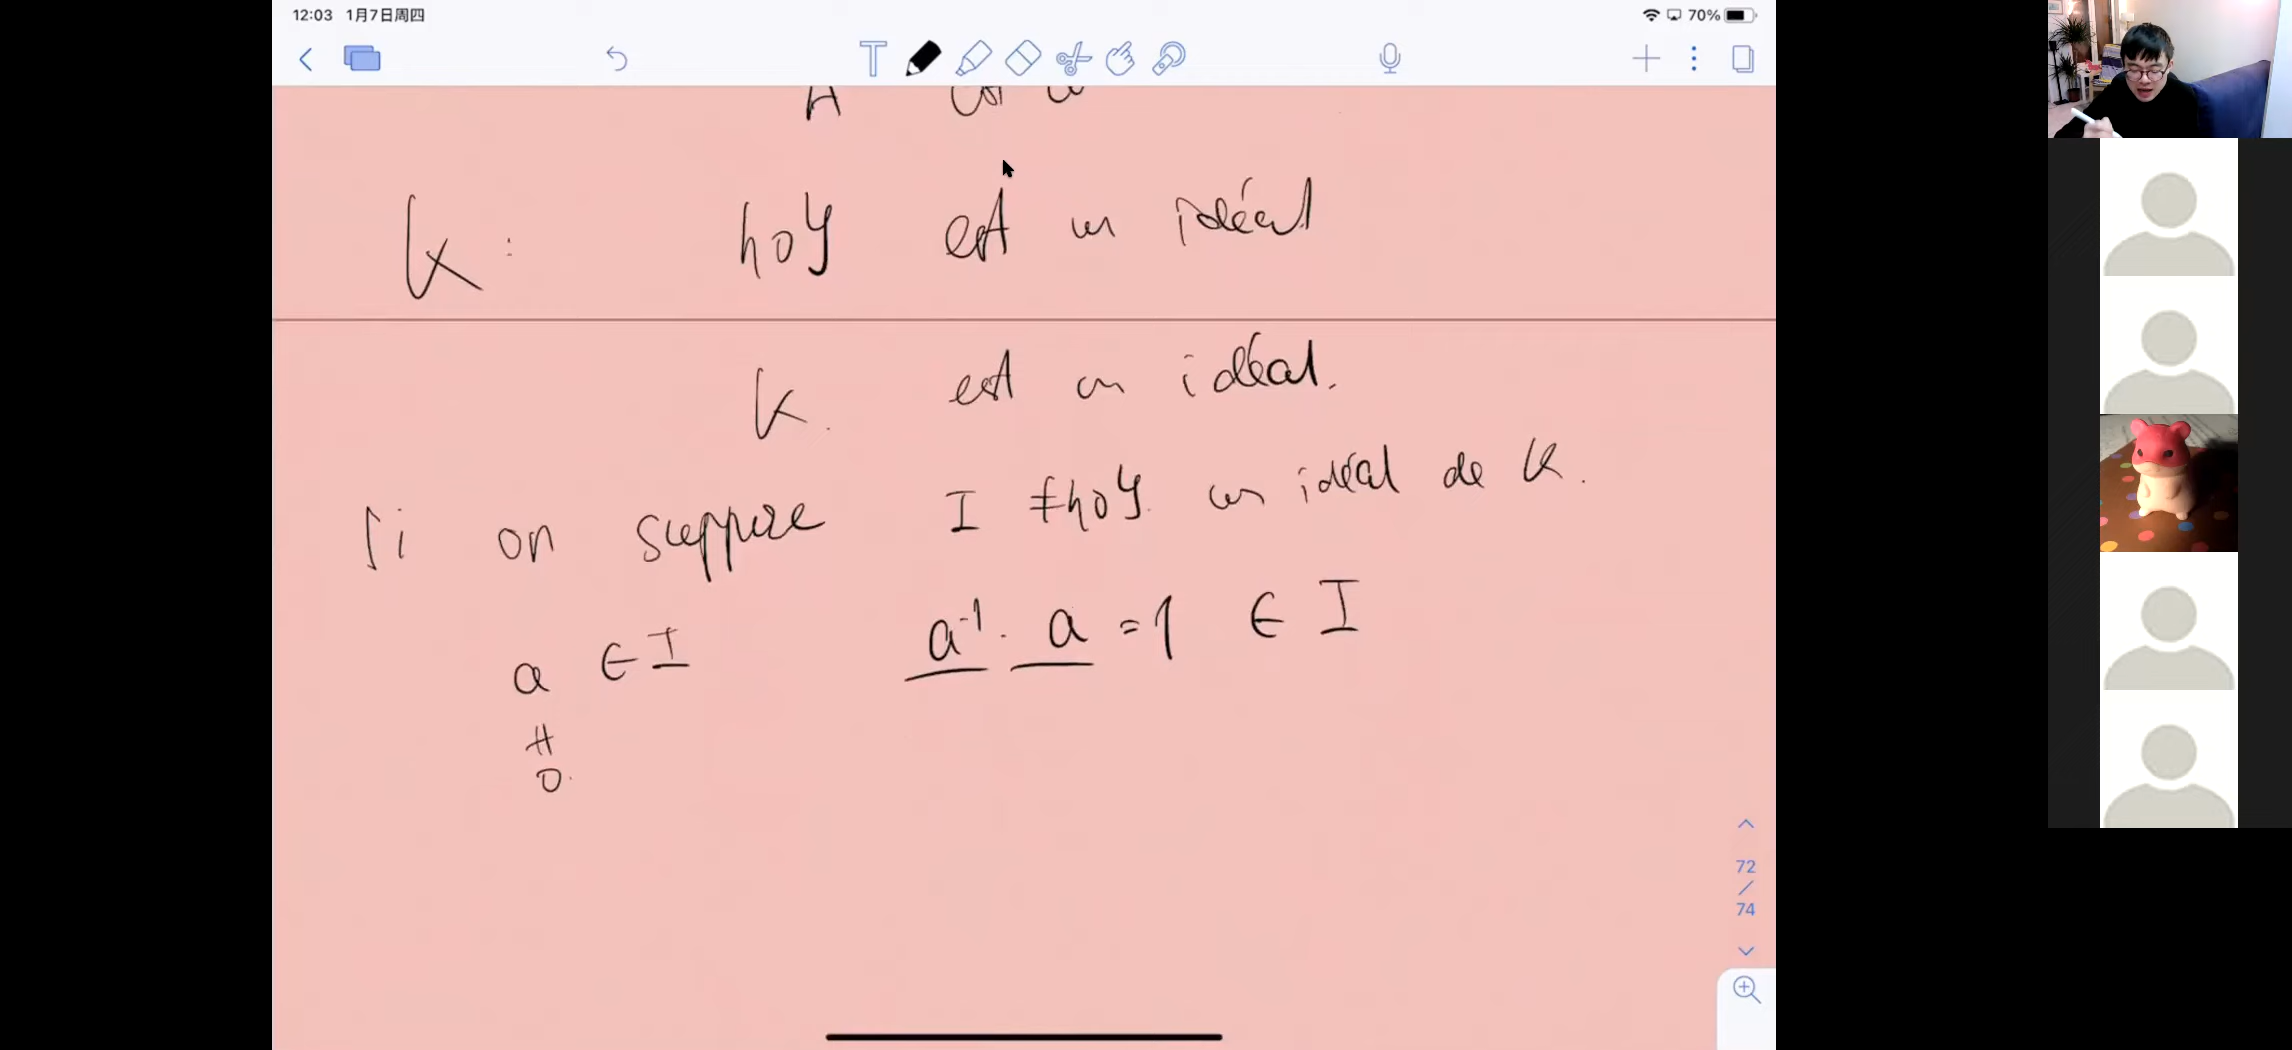 12:03 1月7日周四
70%
A est
K : {0} est un idéal
K. est un idéal.
Si on suppose I ≠ {0}. un idéal de K.
a ∈ I a⁻¹. a = 1 ∈ I
≠
0.
72
/
74